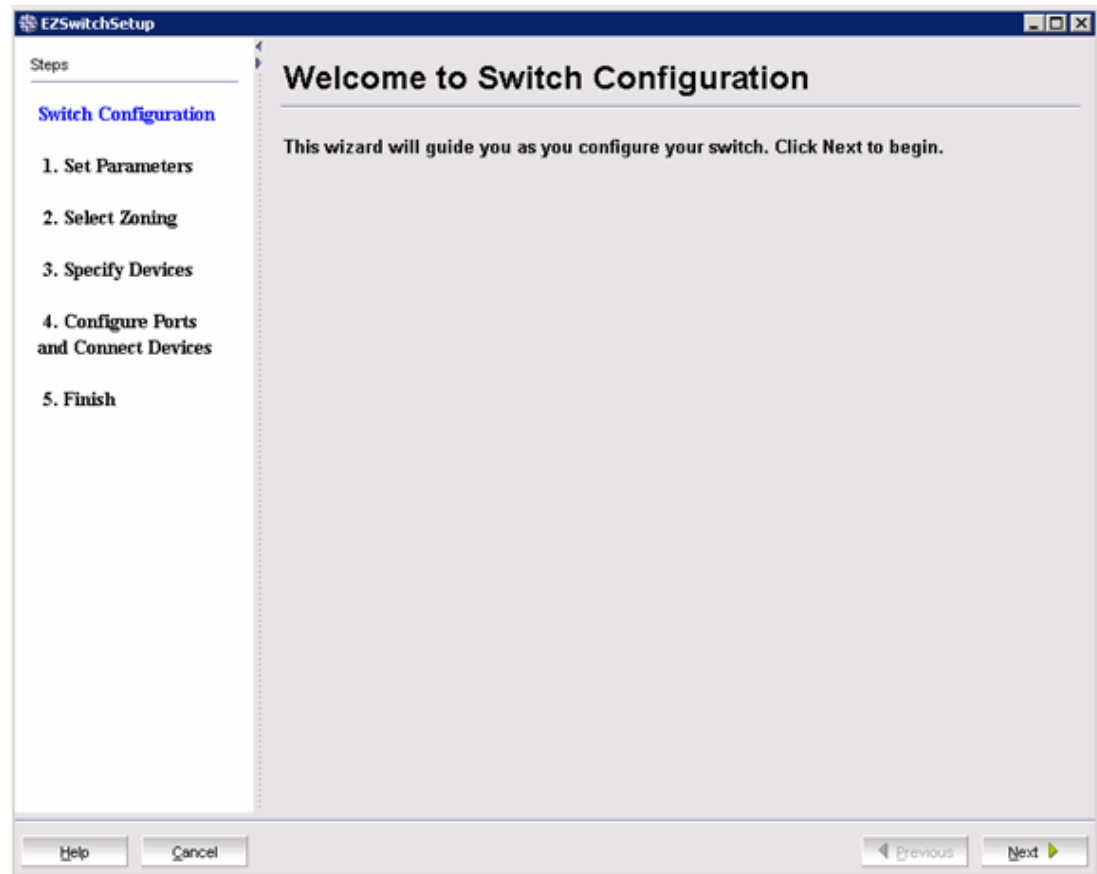 EZSwitchSetup
Steps
Switch Configuration
1. Set Parameters
2. Select Zoning
3. Specify Devices
4. Configure Ports
and Connect Devices
5. Finish
Welcome to Switch Configuration
This wizard will guide you as you configure your switch. Click Next to begin.
Help
Cancel
Previous
Next